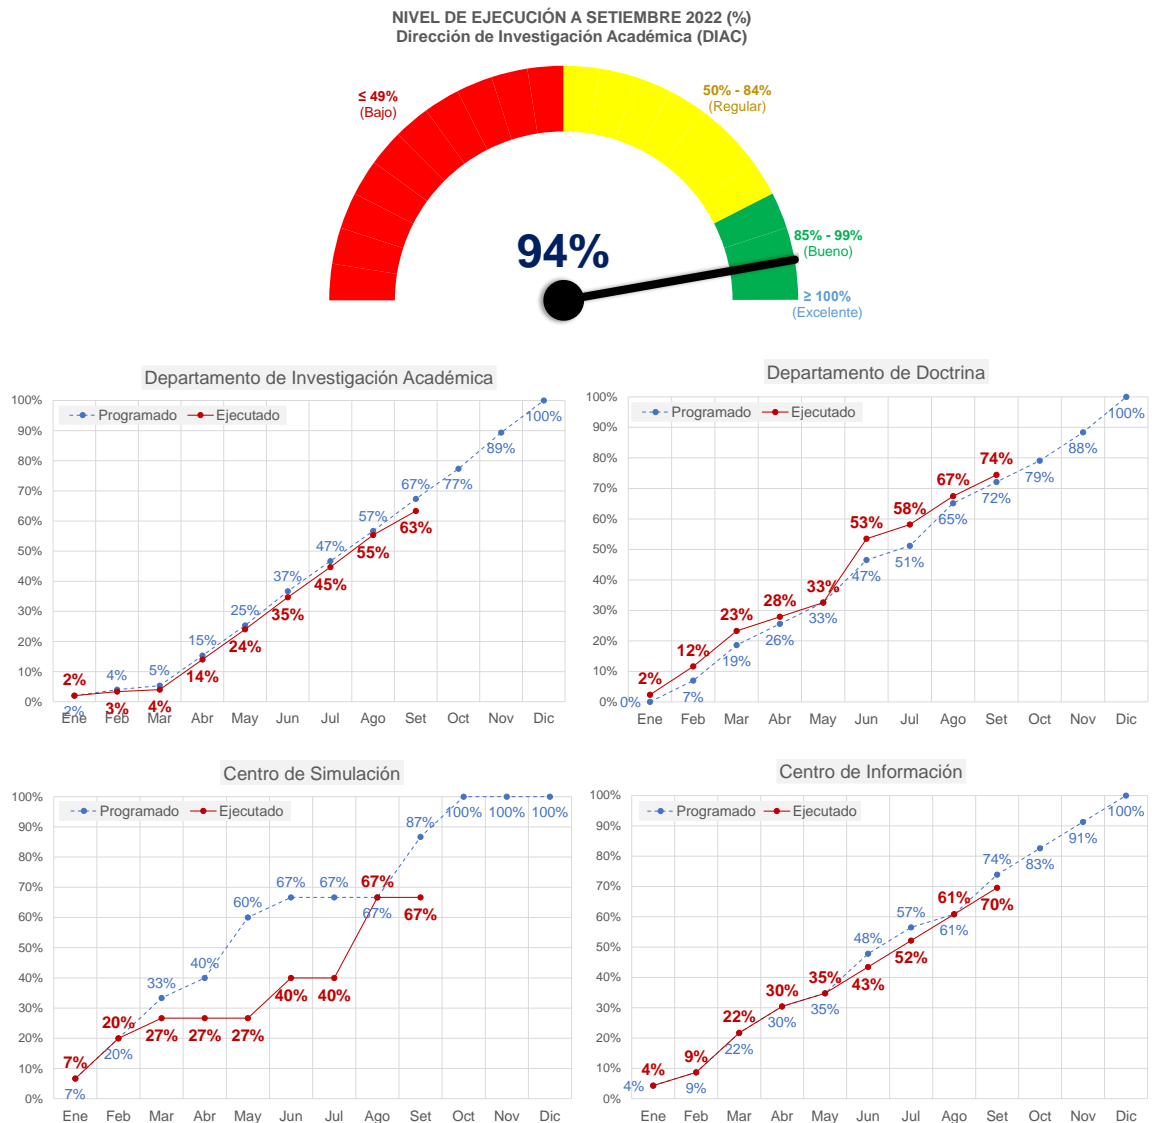 NIVEL DE EJECUCIÓN A SETIEMBRE 2022 (%)
Dirección de Investigación Académica (DIAC)
≤ 49%
(Bajo)
50% - 84%
(Regular)
85% - 99%
(Bueno)
≥ 100%
(Excelente)
94%
Departamento de Investigación Académica
Programado Ejecutado
100%
90%
80%
70%
60%
50%
40%
30%
20%
10%
0%
2% 4% 5% 15% 25% 37% 47% 57% 67% 77% 89% 100%
2% 3% 4% 14% 24% 35% 45% 55% 63%
Ene Feb Mar Abr May Jun Jul Ago Set Oct Nov Dic
Departamento de Doctrina
Programado Ejecutado
100%
90%
80%
70%
60%
50%
40%
30%
20%
10%
0%
0% 7% 19% 26% 33% 47% 51% 65% 72% 79% 88% 100%
2% 12% 23% 28% 33% 53% 58% 67% 74%
Ene Feb Mar Abr May Jun Jul Ago Set Oct Nov Dic
Centro de Simulación
Programado Ejecutado
100%
90%
80%
70%
60%
50%
40%
30%
20%
10%
0%
7% 20% 33% 40% 60% 67% 67% 67% 87% 100% 100% 100%
7% 20% 27% 27% 27% 40% 40% 67% 67%
Ene Feb Mar Abr May Jun Jul Ago Set Oct Nov Dic
Centro de Información
Programado Ejecutado
100%
90%
80%
70%
60%
50%
40%
30%
20%
10%
0%
4% 9% 22% 30% 35% 48% 57% 61% 74% 83% 91% 100%
4% 9% 22% 30% 35% 43% 52% 61% 70%
Ene Feb Mar Abr May Jun Jul Ago Set Oct Nov Dic